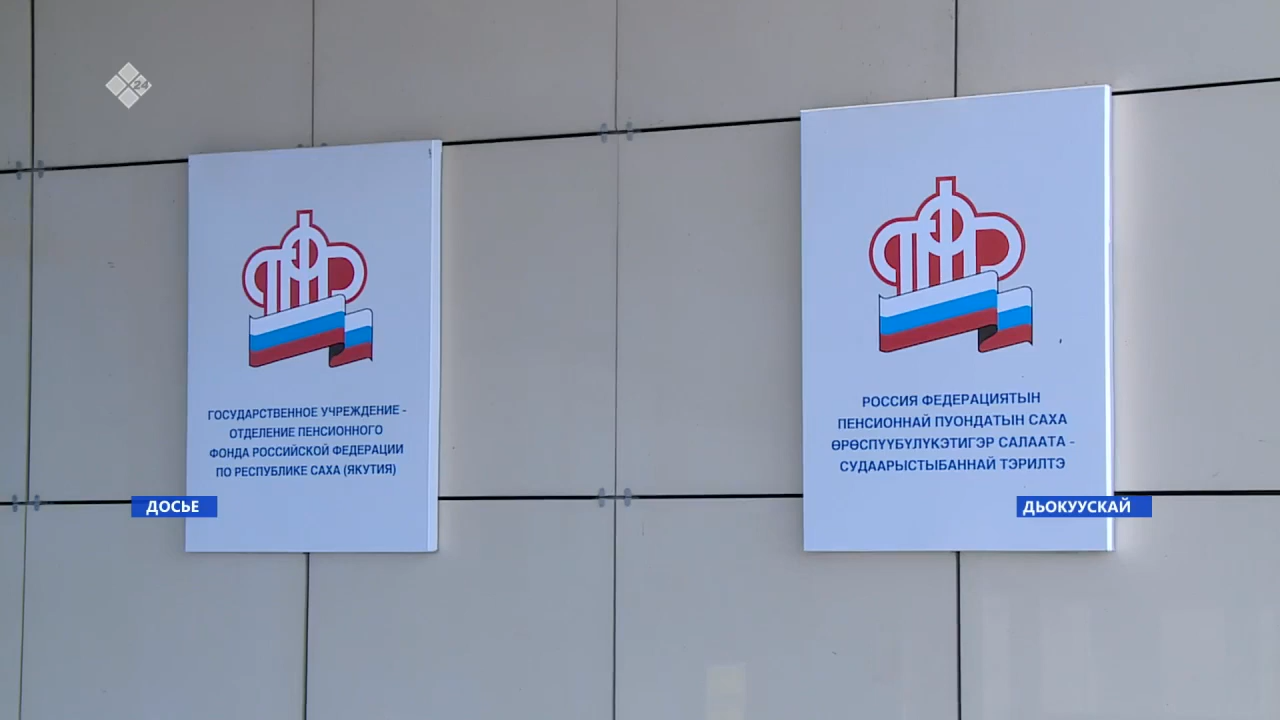 24
ГОСУДАРСТВЕННОЕ УЧРЕЖДЕНИЕ -
ОТДЕЛЕНИЕ ПЕНСИОННОГО
ФОНДА РОССИЙСКОЙ ФЕДЕРАЦИИ
ПО РЕСПУБЛИКЕ САХА (ЯКУТИЯ)
РОССИЯ ФЕДЕРАЦИЯТЫН
ПЕНСИОННАЙ ПУОНДАТЫН САХА
ӨРӨСПҮҮБҮЛҮКЭТИГЭР САЛААТА -
СУДААРЫСТЫБАННАЙ ТЭРИЛТЭ
ДОСЬЕ
ДЬОКУУСКАЙ